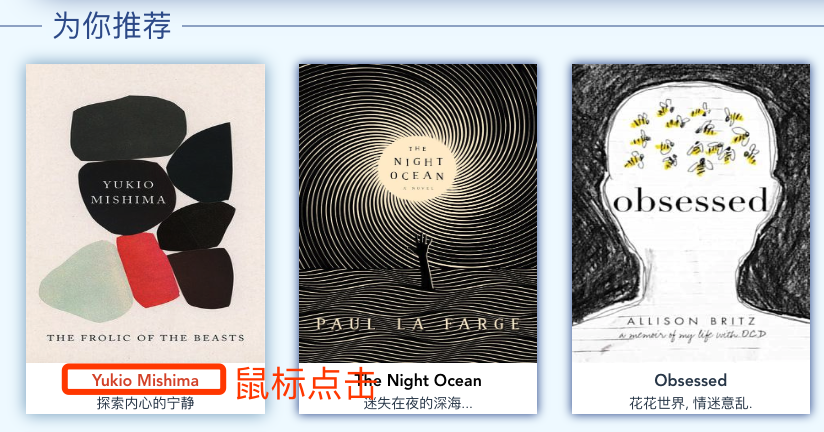 为你推荐
YUKIO
MISHIMA
THE FROLIC OF THE BEASTS
Yukio Mishima
探索内心的宁静
THE
NIGHT
OCEAN
A NOVEL
PAUL LA FARGE
鼠标点击
The Night Ocean
迷失在夜的深海...
obsessed
ALLISON BRITZ
a memoir of my life with OCD
Obsessed
花花世界, 情迷意乱.